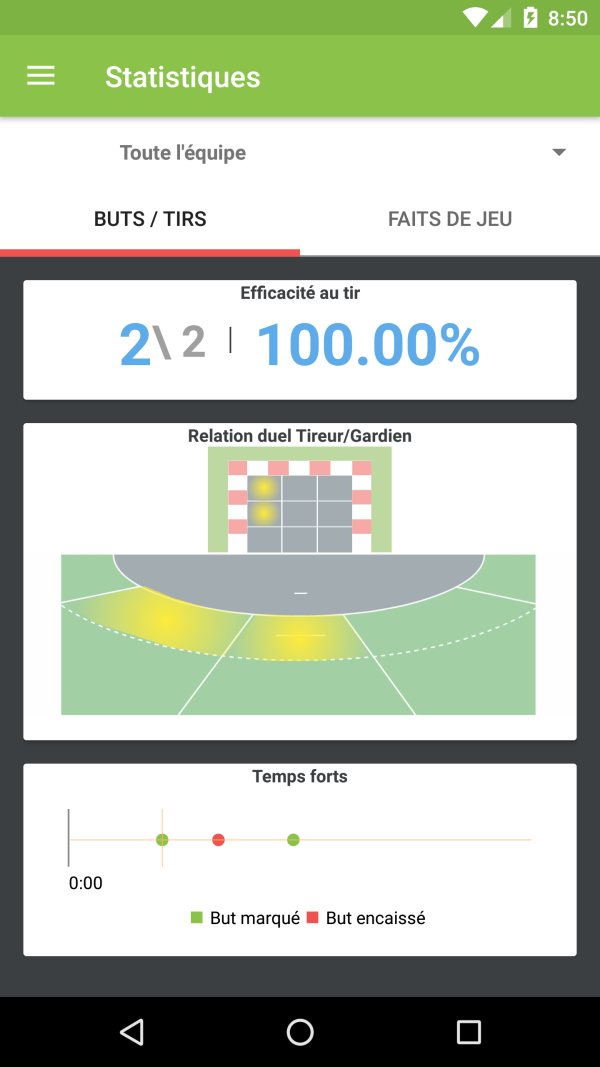 8:50
Statistiques
Toute l'équipe
BUTS / TIRS
FAITS DE JEU
Efficacité au tir
2\ 2 | 100.00%
Relation duel Tireur/Gardien
Temps forts
0:00
But marqué But encaissé